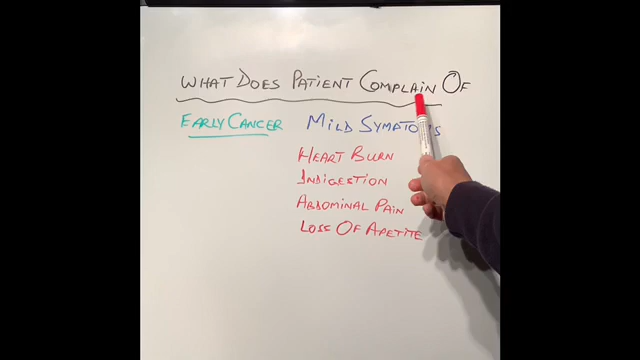 WHAT DOES PATIENT COMPLAIN OF
EARLY CANCER MILD
HEART BURN
INDIGESTION
ABDOMINAL PAIN
LOSS OF APETITE